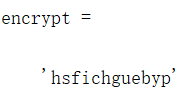 encrypt =
'hsfichguebyp'